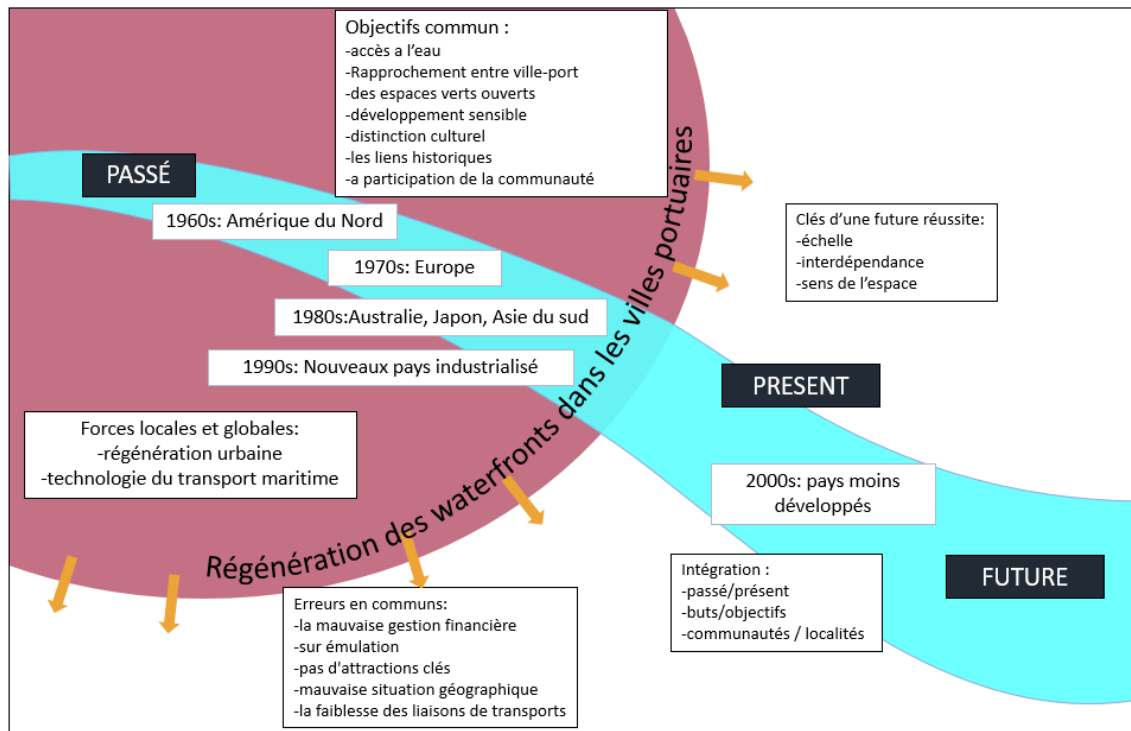 Objectifs commun :
-accès a l'eau
-Rapprochement entre ville-port
-des espaces verts ouverts
-développement sensible
-distinction culturel
-les liens historiques
-a participation de la communauté
PASSÉ
1960s: Amérique du Nord
1970s: Europe
1980s:Australie, Japon, Asie du sud
1990s: Nouveaux pays industrialisé
Forces locales et globales:
-régénération urbaine
-technologie du transport maritime
Régénération des waterfronts dans les villes portuaires
Clés d'une future réussite:
-échelle
-interdépendance
-sens de l'espace
PRESENT
2000s: pays moins
développés
FUTURE
Intégration :
-passé/présent
-buts/objectifs
-communautés / localités
Erreurs en communs:
-la mauvaise gestion financière
-sur émulation
-pas d'attractions clés
-mauvaise situation géographique
-la faiblesse des liaisons de transports